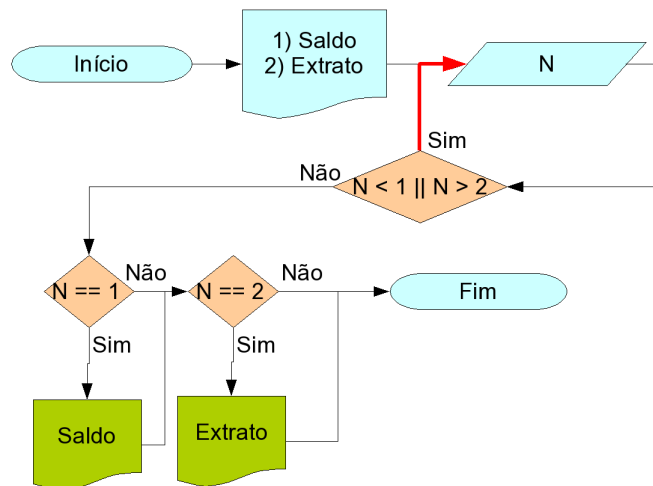 Início
1) Saldo
2) Extrato
N
Sim
Não
N < 1 || N > 2
Não
Não
N == 1
N == 2
Fim
Sim
Sim
Saldo
Extrato